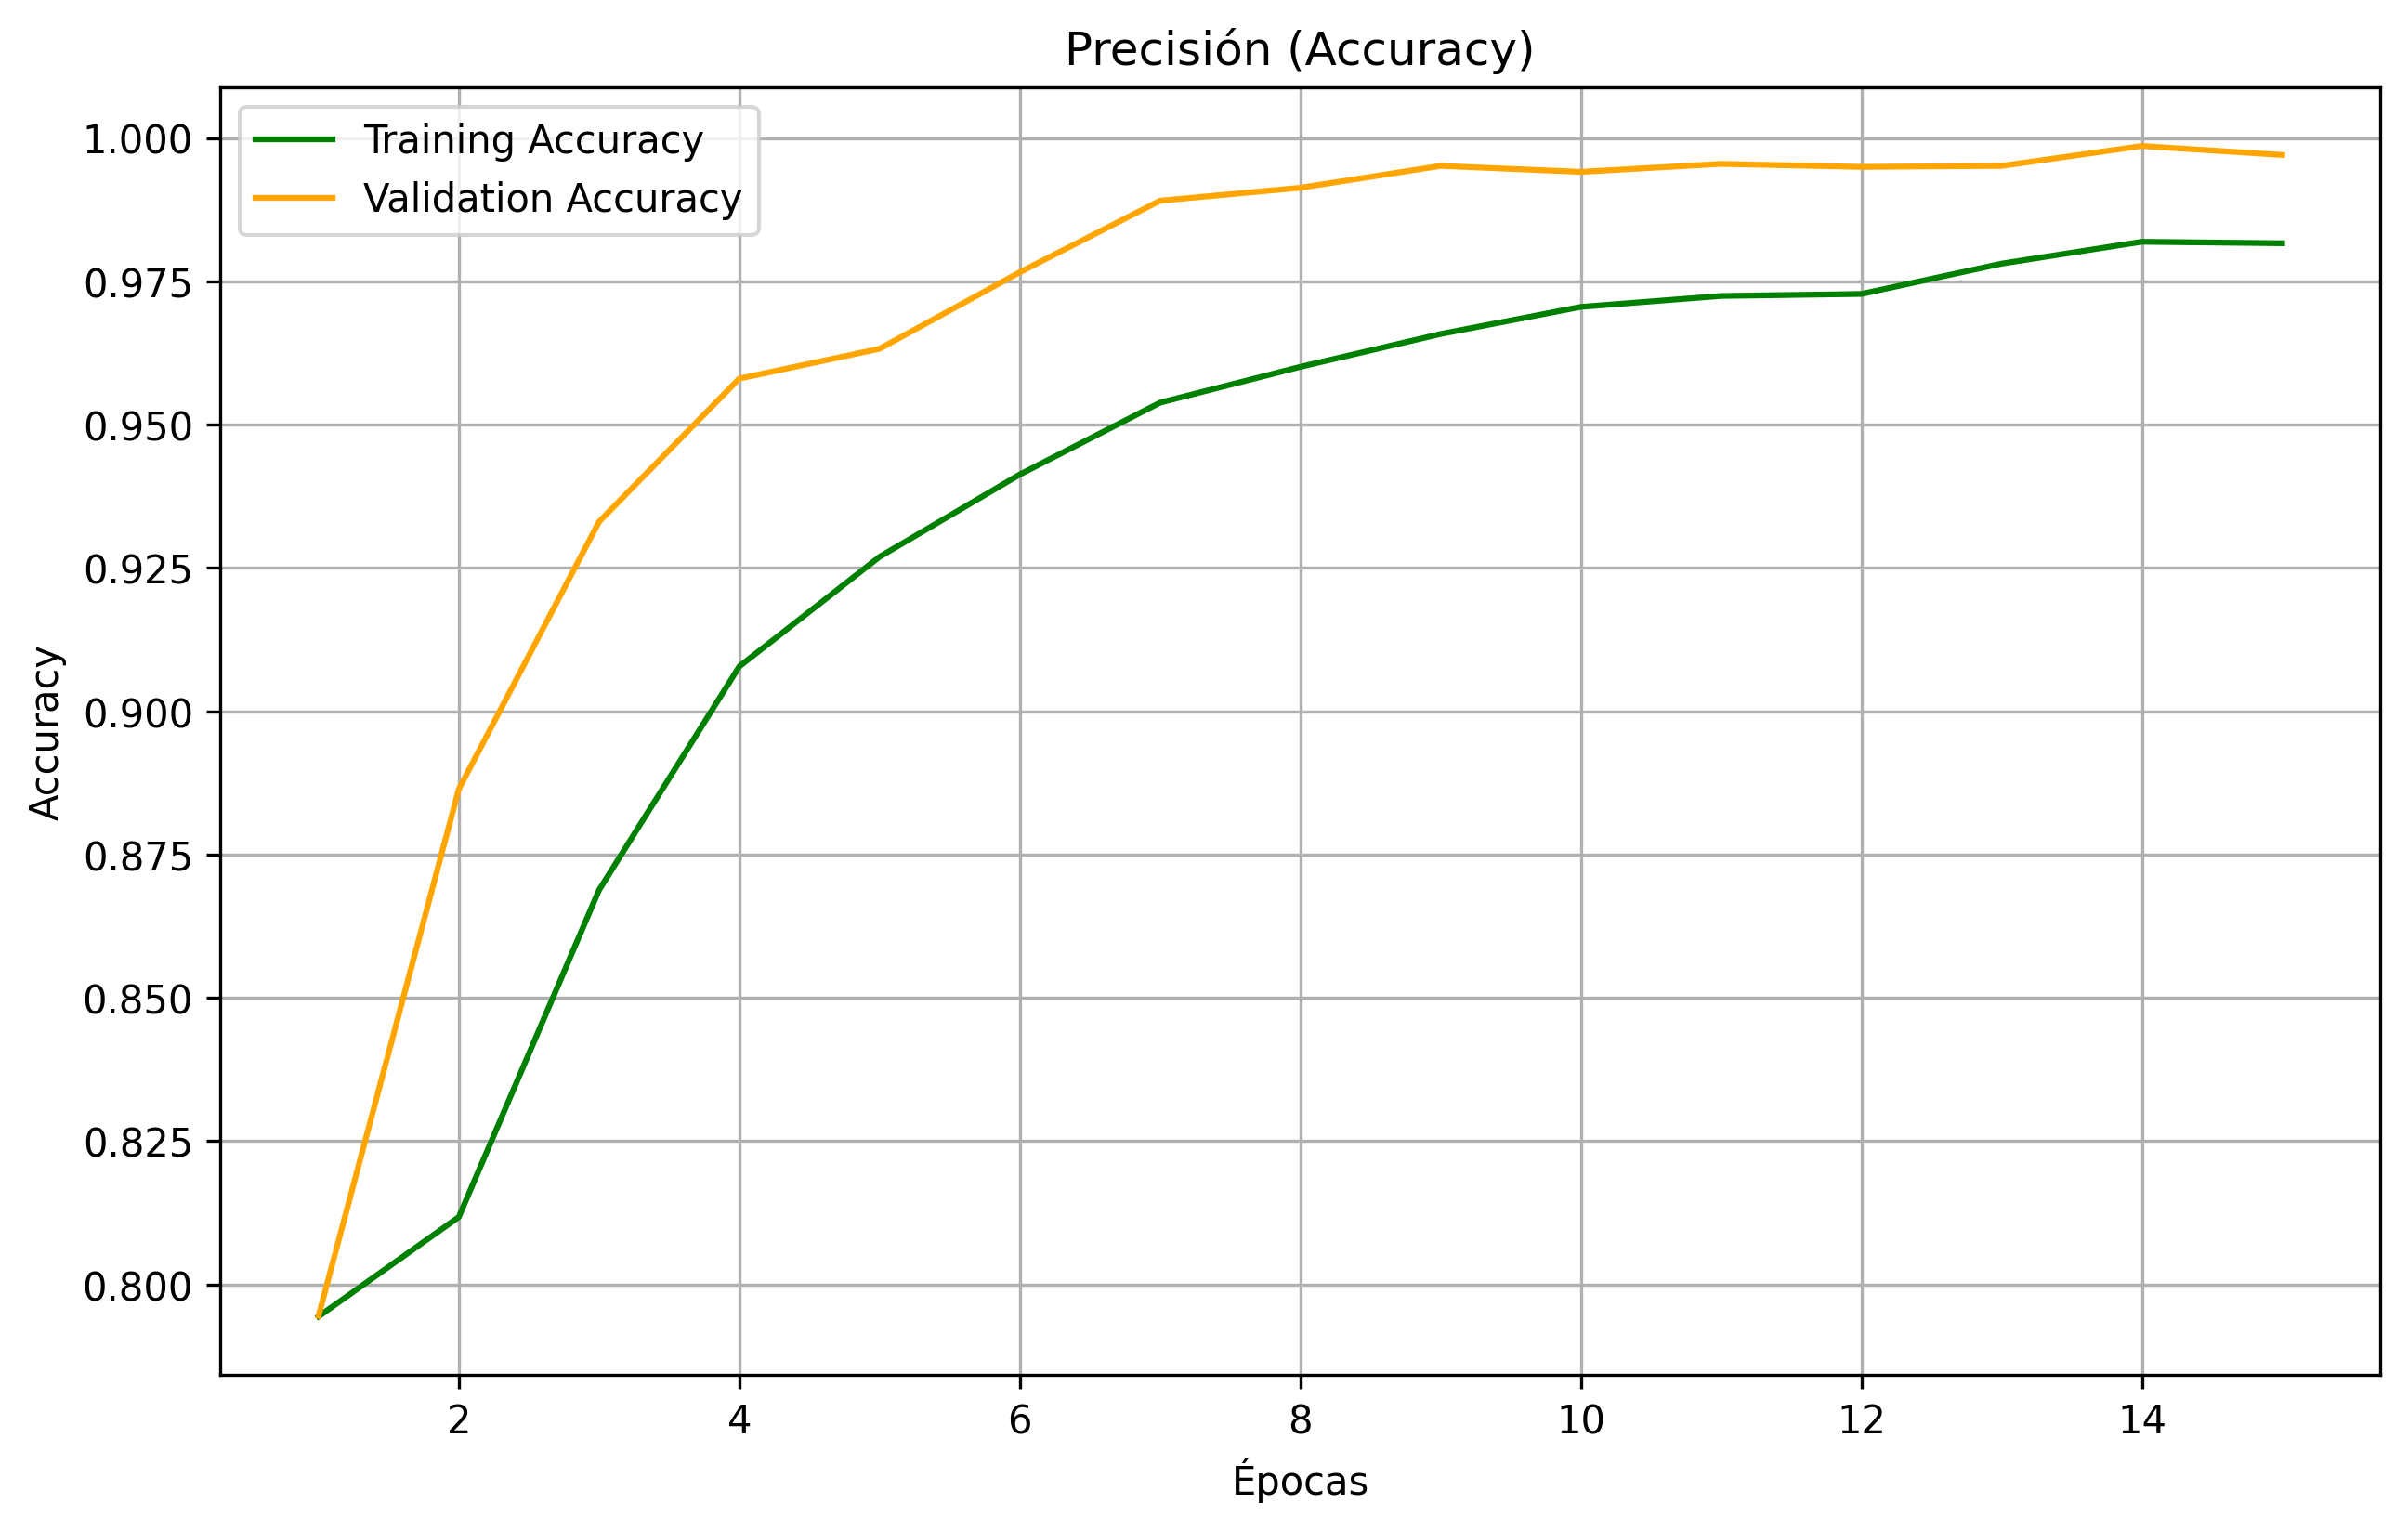 Precisión (Accuracy)
Training Accuracy
Validation Accuracy
1.000
0.975
0.950
0.925
0.900
0.875
0.850
0.825
0.800
Accuracy
2 4 6 8 10 12 14
Épocas